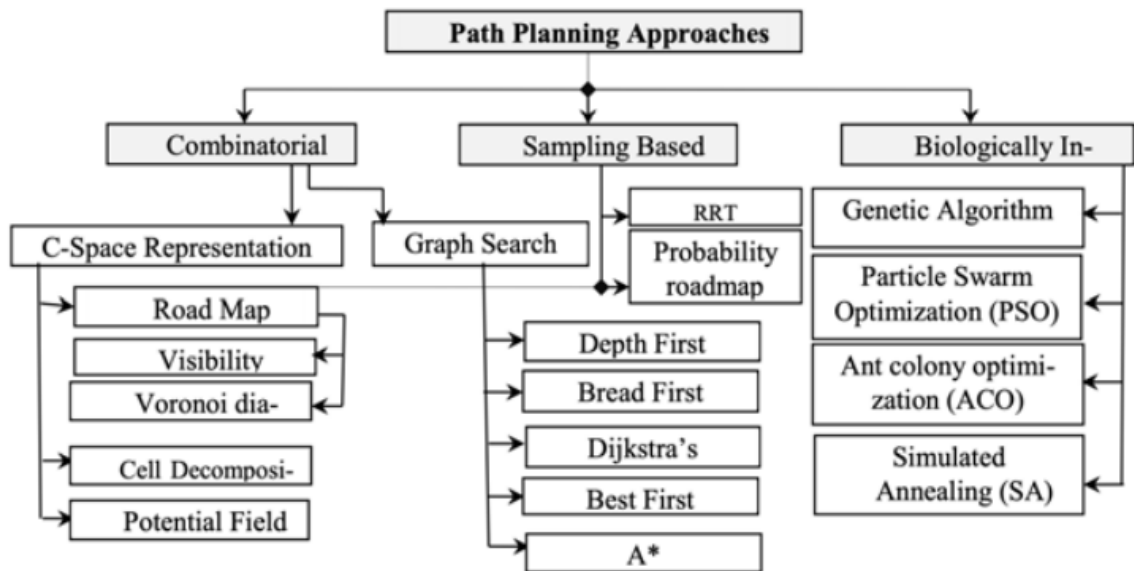 Path Planning Approaches
Combinatorial
Sampling Based
Biologically In-
C-Space Representation
Graph Search
Road Map
Visibility
Voronoi dia-
Cell Decomposi-
Potential Field
Depth First
Bread First
Dijkstra's
Best First
A*
RRT
Probability
roadmap
Genetic Algorithm
Particle Swarm
Optimization (PSO)
Ant colony optimi-
zation (ACO)
Simulated
Annealing (SA)